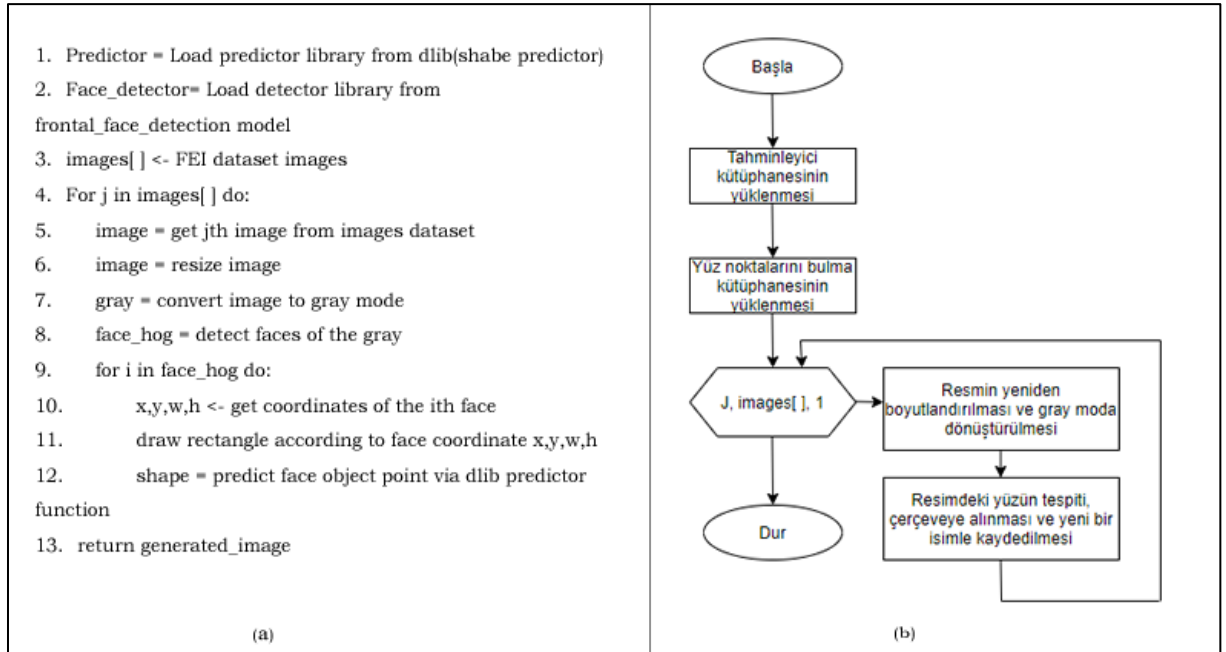 1. Predictor = Load predictor library from dlib(shabe predictor)
2. Face_detector= Load detector library from
frontal_face_detection model
3. images[ ] <- FEI dataset images
4. For j in images[ ] do:
5. image = get jth image from images dataset
6. image = resize image
7. gray = convert image to gray mode
8. face_hog = detect faces of the gray
9. for i in face_hog do:
10. x,y,w,h <- get coordinates of the ith face
11. draw rectangle according to face coordinate x,y,w,h
12. shape = predict face object point via dlib predictor
function
13. return generated_image
(a)
Başla
Tahminleyici
kütüphanesinin
yüklenmesi
Yüz noktalarını bulma
kütüphanesinin
yüklenmesi
J, images[ ], 1
Resmin yeniden
boyutlandırılması ve gray moda
dönüştürülmesi
Resimdeki yüzün tespiti,
çerçeveye alınması ve yeni bir
isimle kaydedilmesi
Dur
(b)